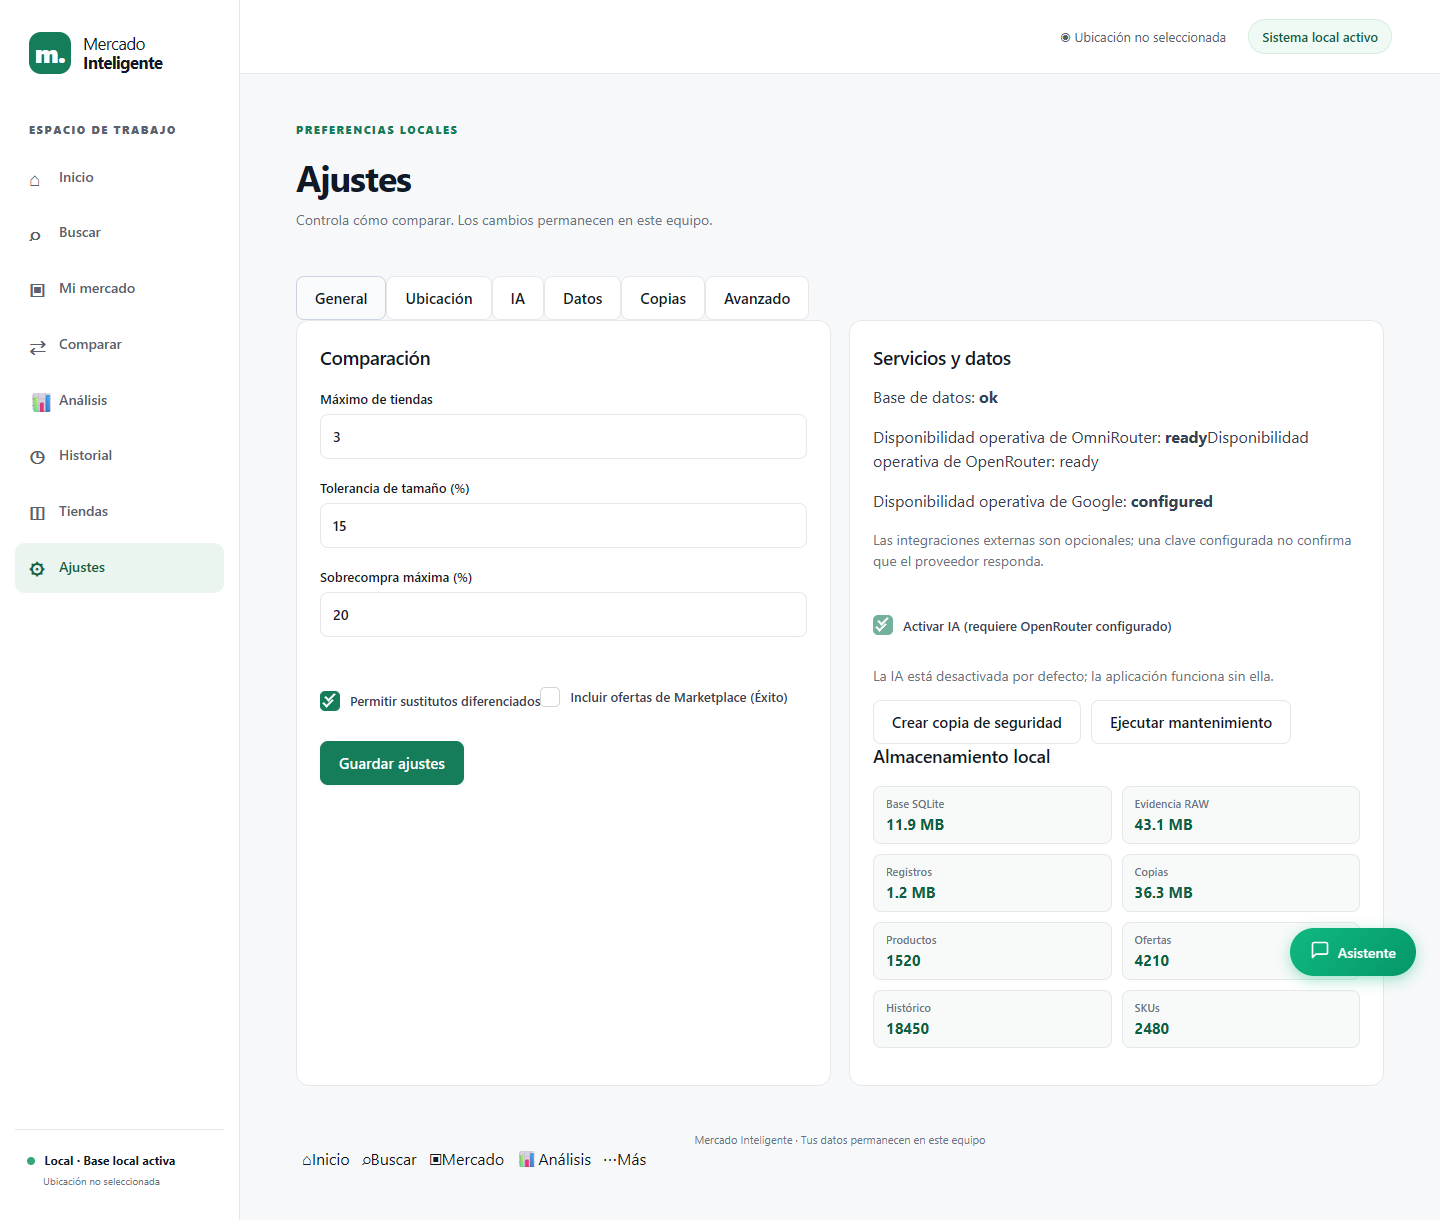 m.
Mercado
Inteligente
ESPACIO DE TRABAJO
Inicio
Buscar
Mi mercado
Comparar
Análisis
Historial
Tiendas
Ajustes
Local · Base local activa
Ubicación no seleccionada
Ubicación no seleccionada
Sistema local activo
PREFERENCIAS LOCALES
Ajustes
Controla cómo comparar. Los cambios permanecen en este equipo.
General
Ubicación
IA
Datos
Copias
Avanzado
Comparación
Máximo de tiendas
3
Tolerancia de tamaño (%)
15
Sobrecompra máxima (%)
20
Permitir sustitutos diferenciados
Incluir ofertas de Marketplace (Éxito)
Guardar ajustes
Servicios y datos
Base de datos: ok
Disponibilidad operativa de OmniRouter: readyDisponibilidad
operativa de OpenRouter: ready
Disponibilidad operativa de Google: configured
Las integraciones externas son opcionales; una clave configurada no confirma
que el proveedor responda.
Activar IA (requiere OpenRouter configurado)
La IA está desactivada por defecto; la aplicación funciona sin ella.
Crear copia de seguridad
Ejecutar mantenimiento
Almacenamiento local
Base SQLite
11.9 MB
Evidencia RAW
43.1 MB
Registros
1.2 MB
Copias
36.3 MB
Productos
1520
Ofertas
4210
Histórico
18450
SKUs
2480
Asistente
Mercado Inteligente · Tus datos permanecen en este equipo
Inicio
Buscar
Mercado
Análisis
···Más